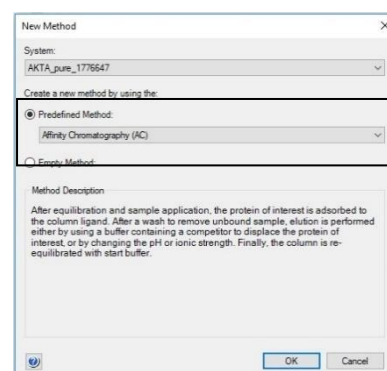 New Method
System:
AKTA_pure_1776647
Create a new method by using the:
Predefined Method:
Affinity Chromatography (AC)
Empty Method:
Method Description
After equilibration and sample application, the protein of interest is adsorbed to
the column ligand. After a wash to remove unbound sample, elution is performed
either by using a buffer containing a competitor to displace the protein of
interest, or by changing the pH or ionic strength. Finally, the column is re-
equilibrated with start buffer.
OK
Cancel